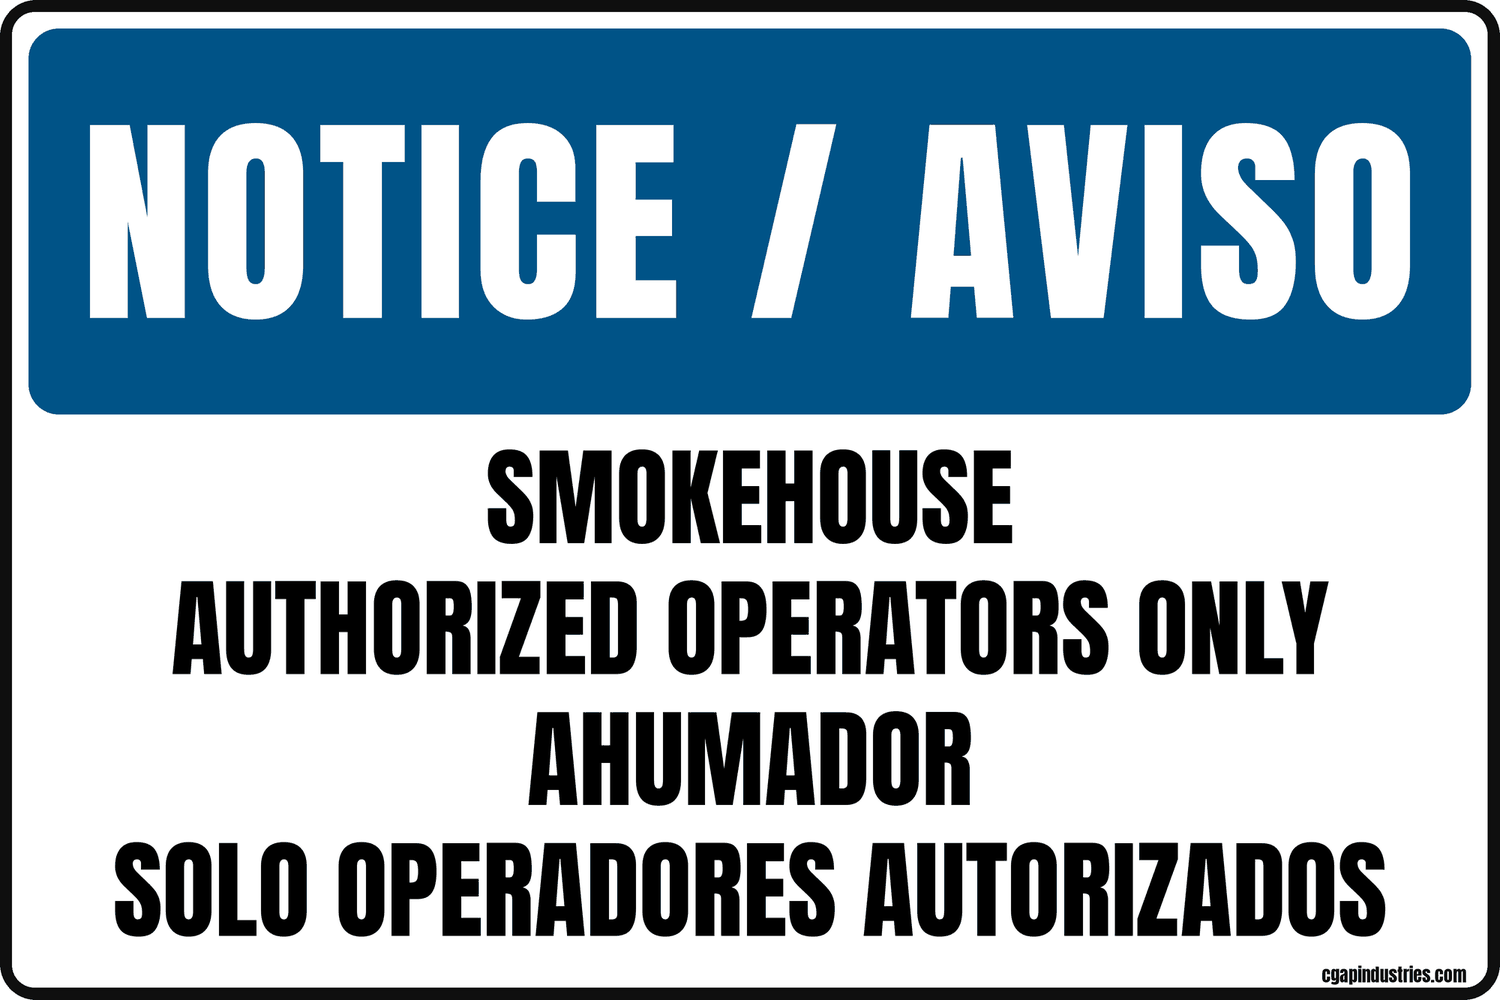 NOTICE / AVISO
SMOKEHOUSE
AUTHORIZED OPERATORS ONLY
AHUMADOR
SOLO OPERADORES AUTORIZADOS
cgapindustries.com